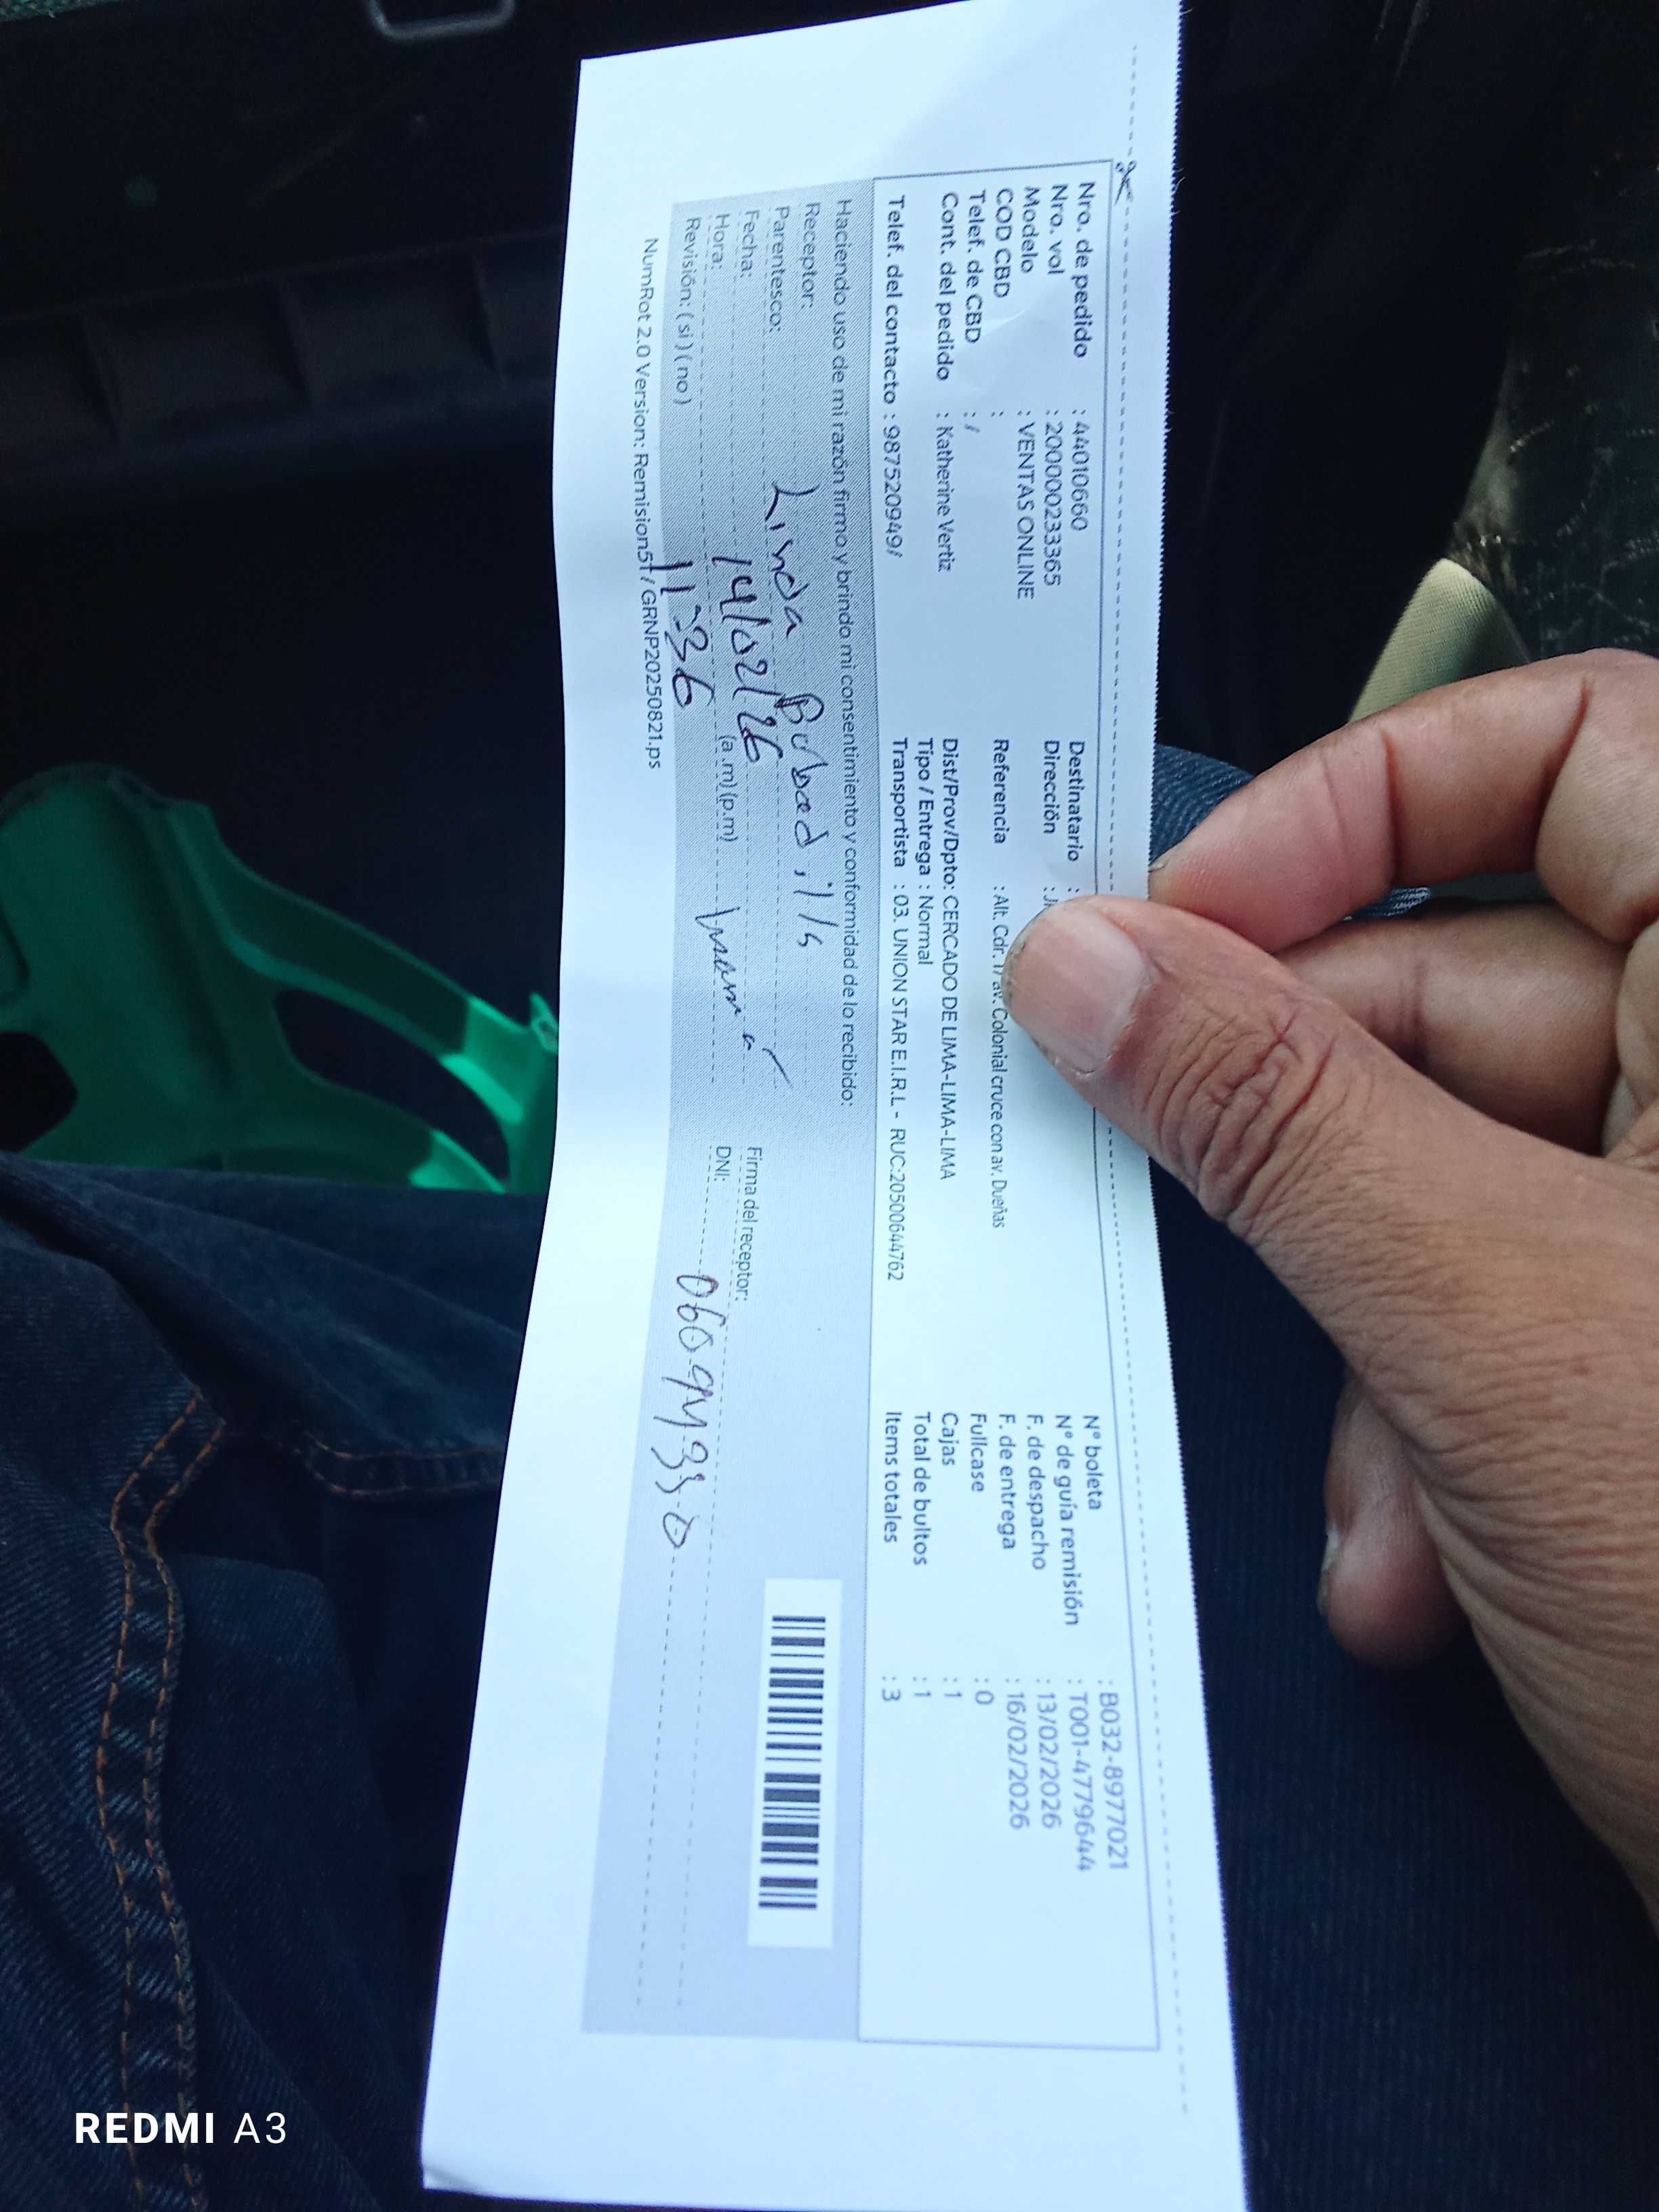 Nro. de pedido : 44010660
Nro. vol : 2000002333365
Modelo : VENTAS ONLINE
COD CBD :
Telef. de CBD : /
Cont. del pedido : Katherine Vertiz
Telef. del contacto : 987520949/
Destinatario :
Dirección :
Referencia : Alt. Cdr. 17 av. Colonial cruce con av. Dueñas
Dist/Prov/Dpto: CERCADO DE LIMA-LIMA-LIMA
Tipo / Entrega : Normal
Transportista : 03. UNION STAR E.I.R.L - RUC:20500644762
N° boleta : B032-8977021
N° de guía remisión : T001-4779644
F. de despacho : 13/02/2026
F. de entrega : 16/02/2026
Fullcase : 0
Cajas : 1
Total de bultos : 1
Items totales : 3
Haciendo uso de mi razón firmo y brindo mi consentimiento y conformidad de lo recibido:
Receptor: Linda
Parentesco:
Fecha: 14/02/26
Hora: 11:36 (a.m) (p.m)
Revisión: ( si ) ( no )
Firma del receptor:
DNI:
NumRot 2.0 Version: Remision51 / GRNP20250821.ps
REDMI A3